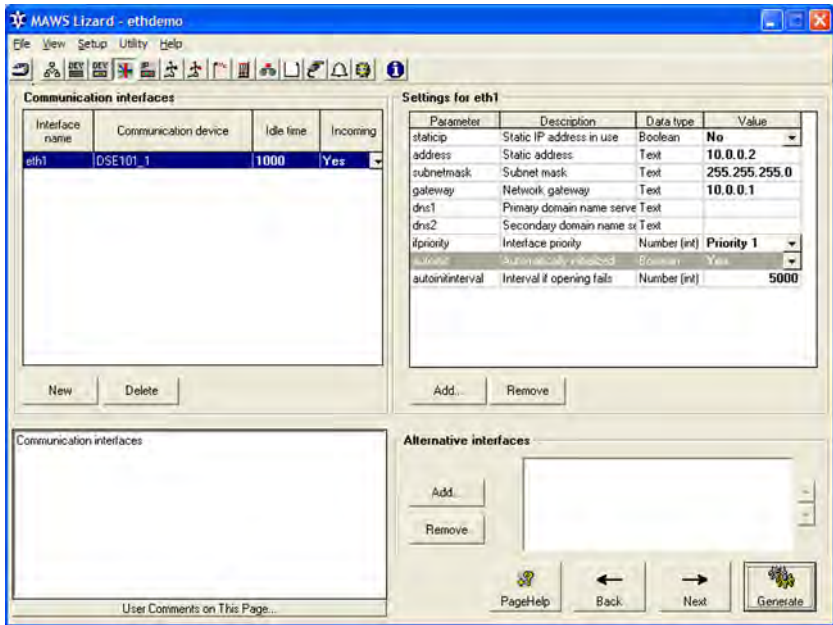 MAWS Lizard - ethdemo
File View Setup Utility Help
Communication interfaces
Interface name Communication device Idle time Incoming
eth1 DSE101_1 1000 Yes
New Delete
Settings for eth1
Parameter Description Data type Value
staticip Static IP address in use Boolean No
address Static address Text 10.0.0.2
subnetmask Subnet mask Text 255.255.255.0
gateway Network gateway Text 10.0.0.1
dns1 Primary domain name serve Text
dns2 Secondary domain name se Text
ifpriority Interface priority Number (int) Priority 1
autoinit Automatically initialized Boolean Yes
autoinitinterval Interval if opening fails Number (int) 5000
Add... Remove
Communication interfaces
User Comments on This Page...
Alternative interfaces
Add...
Remove
PageHelp Back Next Generate